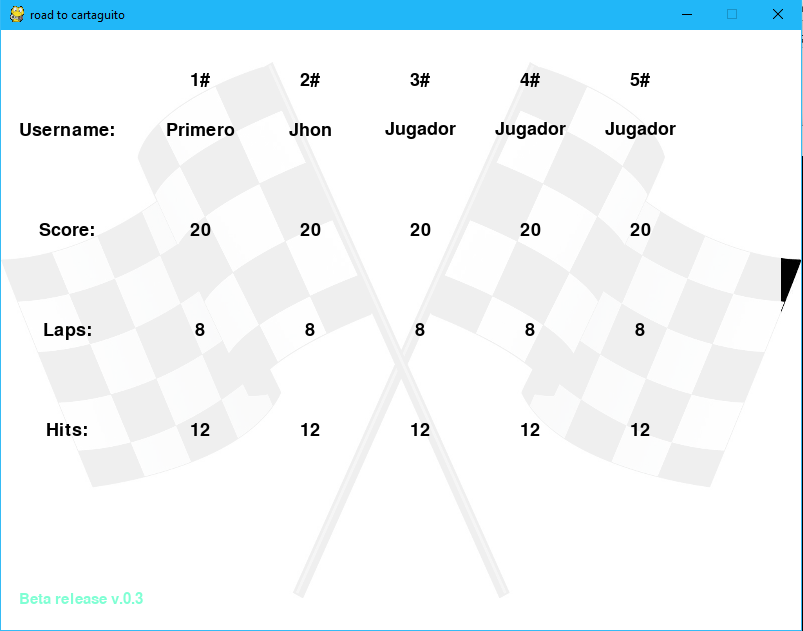 road to cartaguito
1# 2# 3# 4# 5#
Username: Primero Jhon Jugador Jugador Jugador
Score: 20 20 20 20 20
Laps: 8 8 8 8 8
Hits: 12 12 12 12 12
Beta release v.0.3